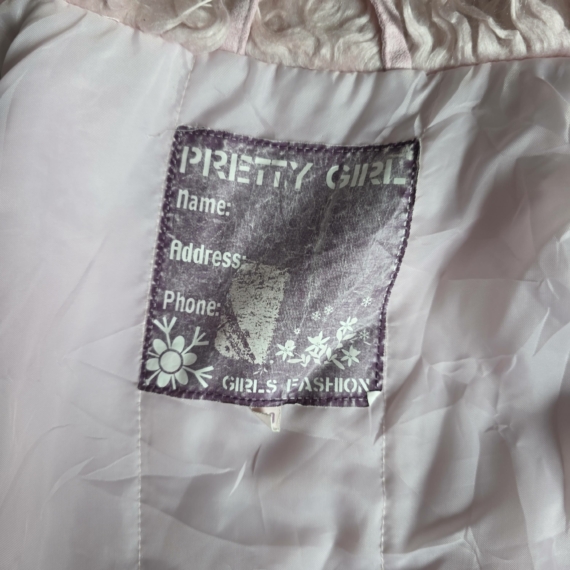 PRETTY GIRL
Name:
Address:
Phone:
GIRLS FASHION